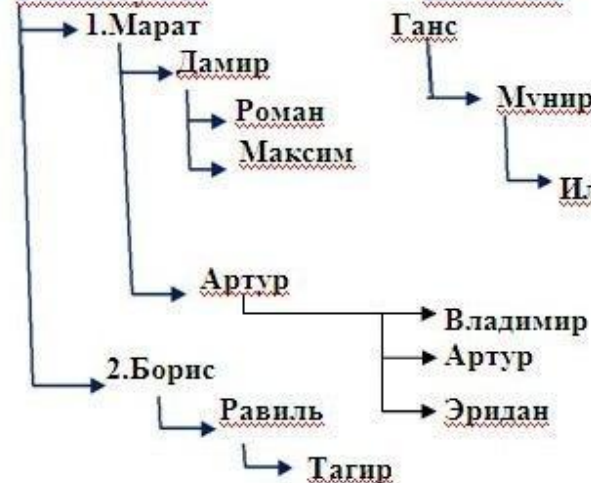 1.Марат
Ганс
Дамир
Мунир
Роман
Максим
Артур
Владимир
Артур
2.Борис
Равиль
Эридан
Тагир